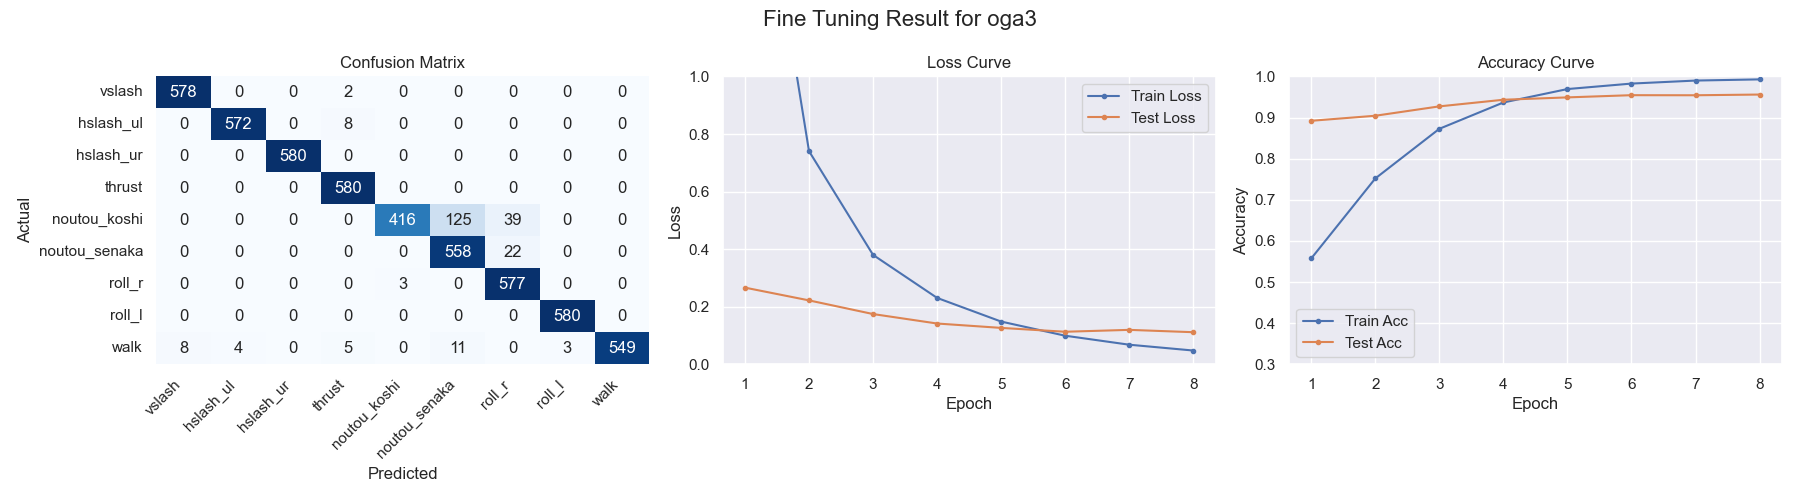 Fine Tuning Result for oga3
Confusion Matrix
Actual
vslash 578 0 0 2 0 0 0 0 0
hslash_ul 0 572 0 8 0 0 0 0 0
hslash_ur 0 0 580 0 0 0 0 0 0
thrust 0 0 0 580 0 0 0 0 0
noutou_koshi 0 0 0 0 416 125 39 0 0
noutou_senaka 0 0 0 0 0 558 22 0 0
roll_r 0 0 0 0 3 0 577 0 0
roll_l 0 0 0 0 0 0 0 580 0
walk 8 4 0 5 0 11 0 3 549
vslash hslash_ul hslash_ur thrust noutou_koshi noutou_senaka roll_r roll_l walk
Predicted
Loss Curve
Loss
1.0
0.8
0.6
0.4
0.2
0.0
Train Loss
Test Loss
1 2 3 4 5 6 7 8
Epoch
Accuracy Curve
Accuracy
1.0
0.9
0.8
0.7
0.6
0.5
0.4
0.3
Train Acc
Test Acc
1 2 3 4 5 6 7 8
Epoch